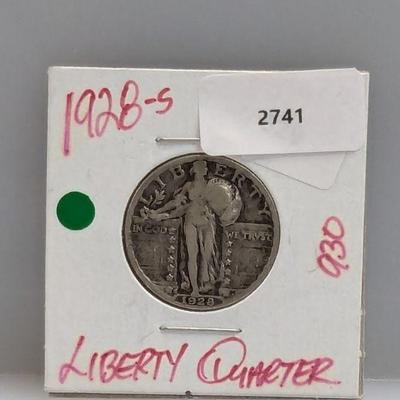 1928-S
2741
LIBERTY
IN GOD WE TRUST
1928
930
LIBERTY QUARTER